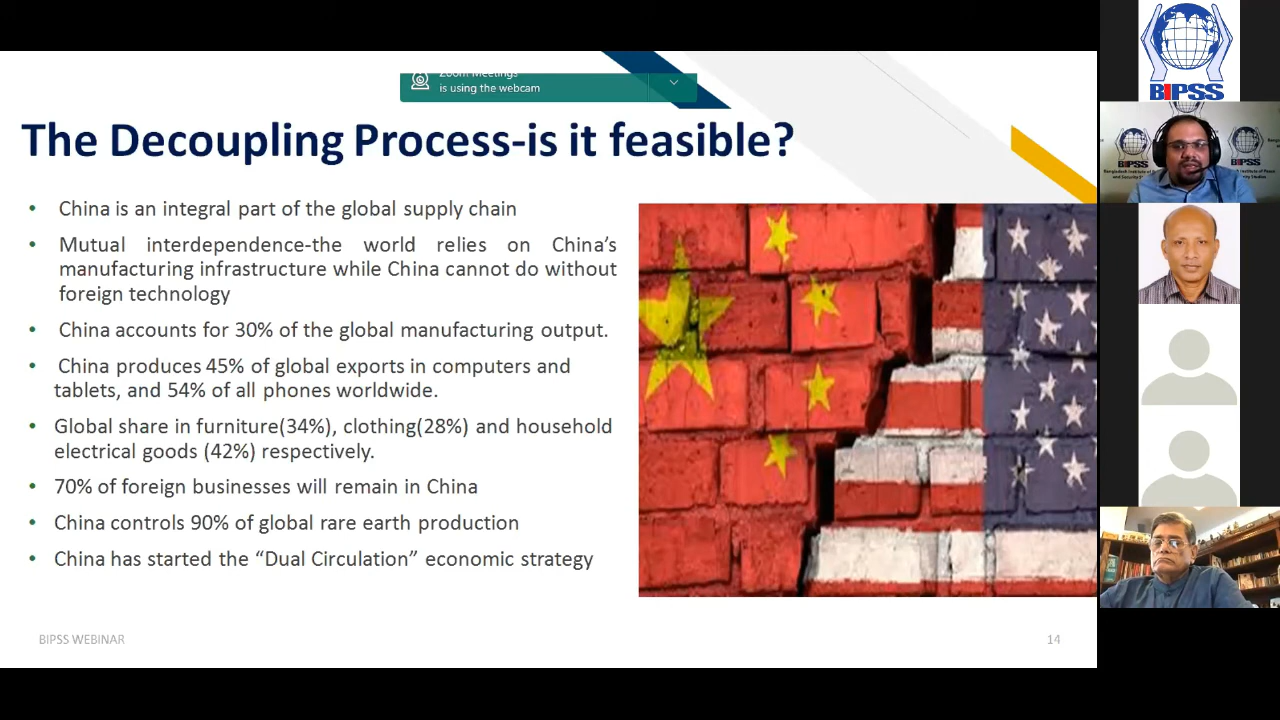 Zoom Meetings
is using the webcam
The Decoupling Process-is it feasible?
• China is an integral part of the global supply chain
• Mutual interdependence-the world relies on China’s
manufacturing infrastructure while China cannot do without
foreign technology
• China accounts for 30% of the global manufacturing output.
• China produces 45% of global exports in computers and
tablets, and 54% of all phones worldwide.
• Global share in furniture(34%), clothing(28%) and household
electrical goods (42%) respectively.
• 70% of foreign businesses will remain in China
• China controls 90% of global rare earth production
• China has started the “Dual Circulation” economic strategy
BIPSS WEBINAR
14
BIPSS
BIPSS
BIPSS